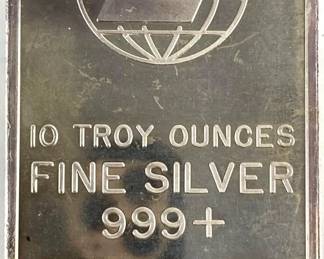 10 TROY OUNCES
FINE SILVER
999+